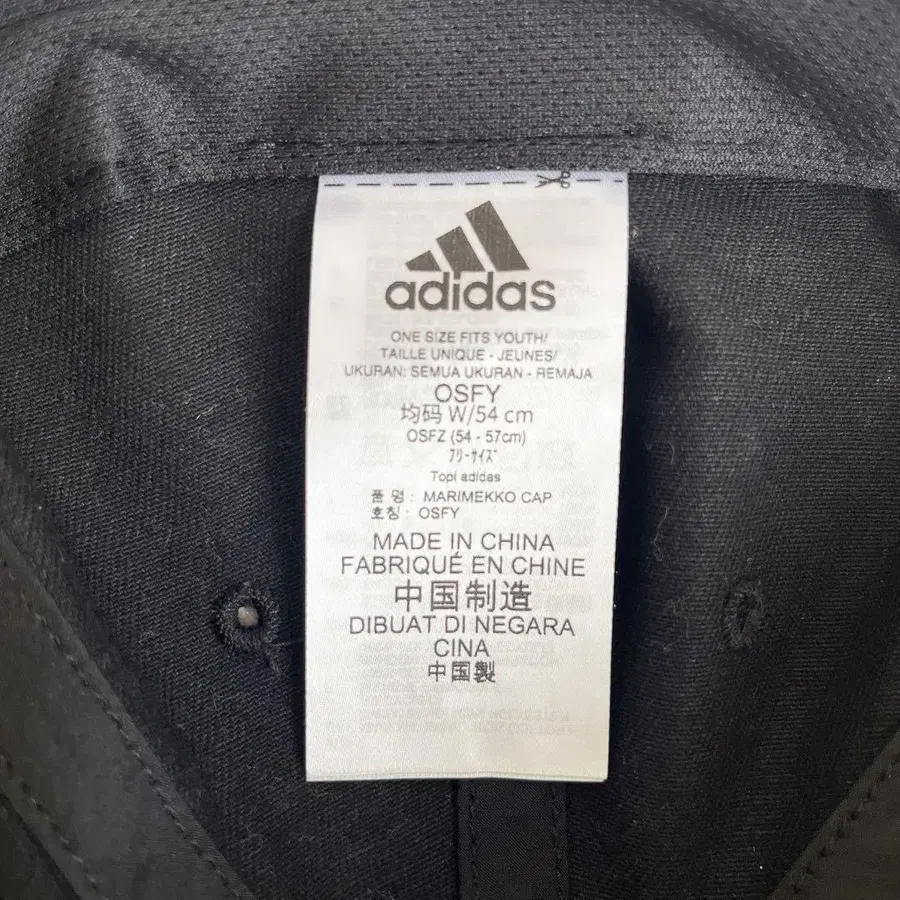 adidas
ONE SIZE FITS YOUTH/
TAILLE UNIQUE - JEUNES/
UKURAN: SEMUA UKURAN - REMAJA
OSFY
均码 W/54 cm
OSFZ (54 - 57cm)
フリーサイズ
Topi adidas
품 명 : MARIMEKKO CAP
호칭 : OSFY
MADE IN CHINA
FABRIQUÉ EN CHINE
中国制造
DIBUAT DI NEGARA
CINA
中国製